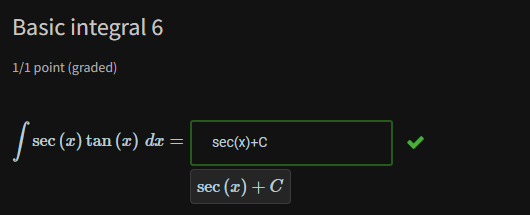 Basic integral 6
1/1 point (graded)
∫ sec (x) tan (x) dx = sec(x)+C
sec (x) + C